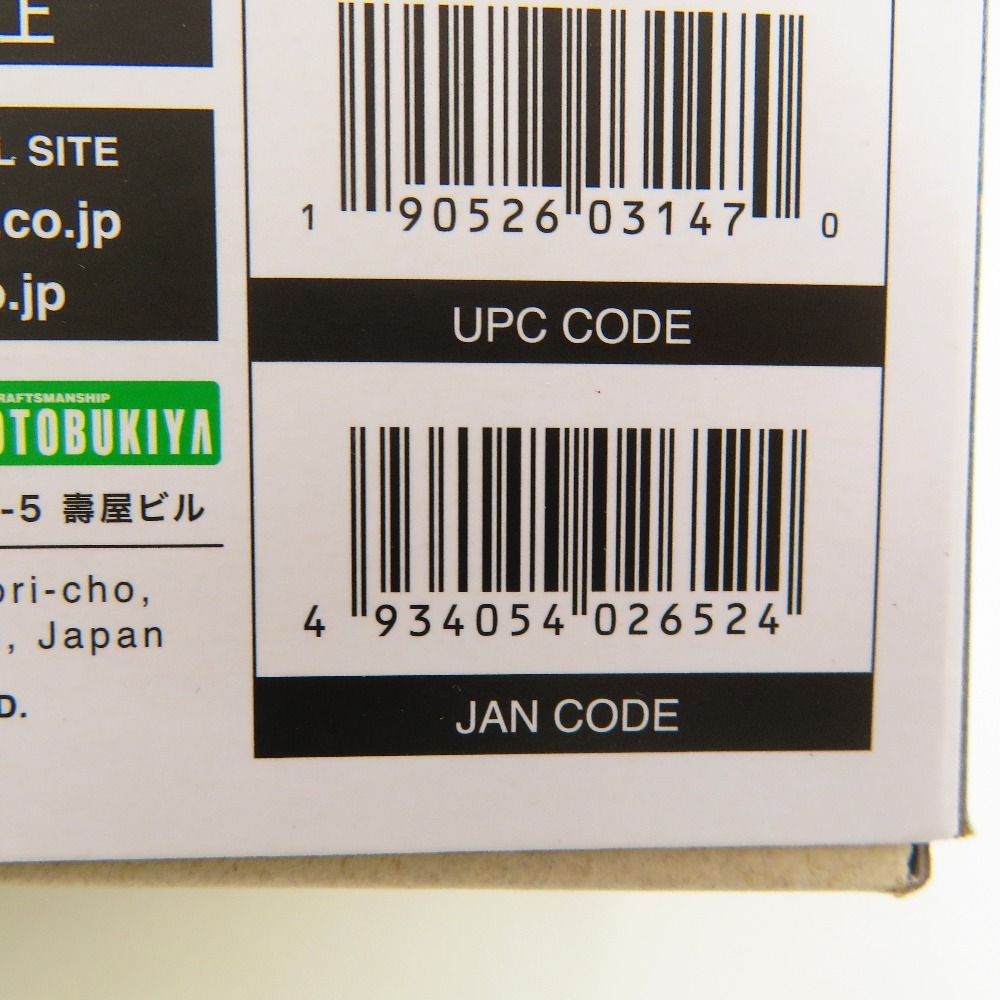 上
L SITE
.co.jp
o.jp
RAFTSMANSHIP
OTOBUKIYA
-5 壽屋ビル
ori-cho,
, Japan
D.
1 90526 03147 0
UPC CODE
4 934054 026524
JAN CODE